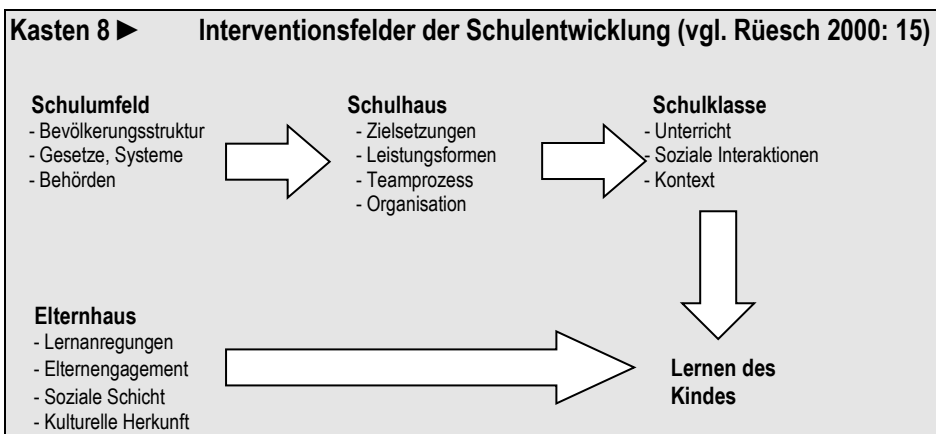 Kasten 8 ► Interventionsfelder der Schulentwicklung (vgl. Rüesch 2000: 15)
Schulumfeld
- Bevölkerungsstruktur
- Gesetze, Systeme
- Behörden
Schulhaus
- Zielsetzungen
- Leistungsformen
- Teamprozess
- Organisation
Schulklasse
- Unterricht
- Soziale Interaktionen
- Kontext
Elternhaus
- Lernanregungen
- Elternengagement
- Soziale Schicht
- Kulturelle Herkunft
Lernen des
Kindes